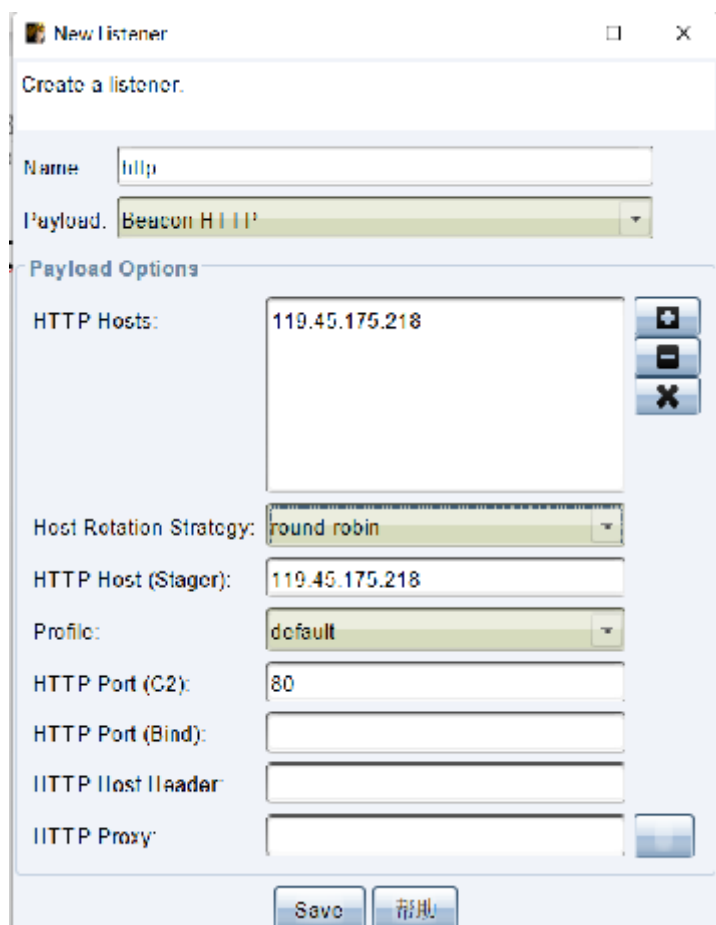 New Listener
Create a listener.
Name http
Payload: Beacon HTTP
Payload Options
HTTP Hosts: 119.45.175.218
Host Rotation Strategy: round robin
HTTP Host (Stager): 119.45.175.218
Profile: default
HTTP Port (C2): 80
HTTP Port (Bind):
HTTP Host Header:
HTTP Proxy:
Save 帮助